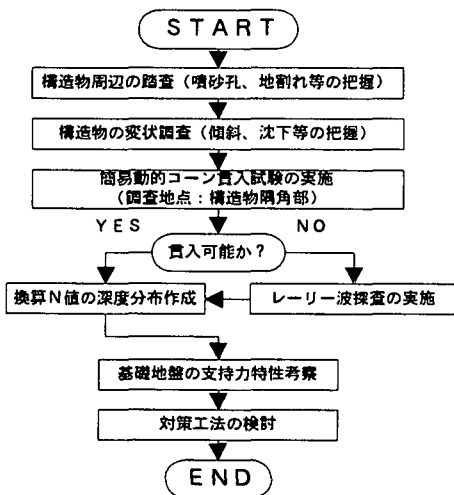 START
構造物周辺の踏査(噴砂孔、地割れ等の把握)
構造物の変状調査(傾斜、沈下等の把握)
簡易動的コーン貫入試験の実施
(調査地点:構造物隅角部)
YES
NO
貫入可能か?
換算N値の深度分布作成
レーリー波探査の実施
基礎地盤の支持力特性考察
対策工法の検討
END